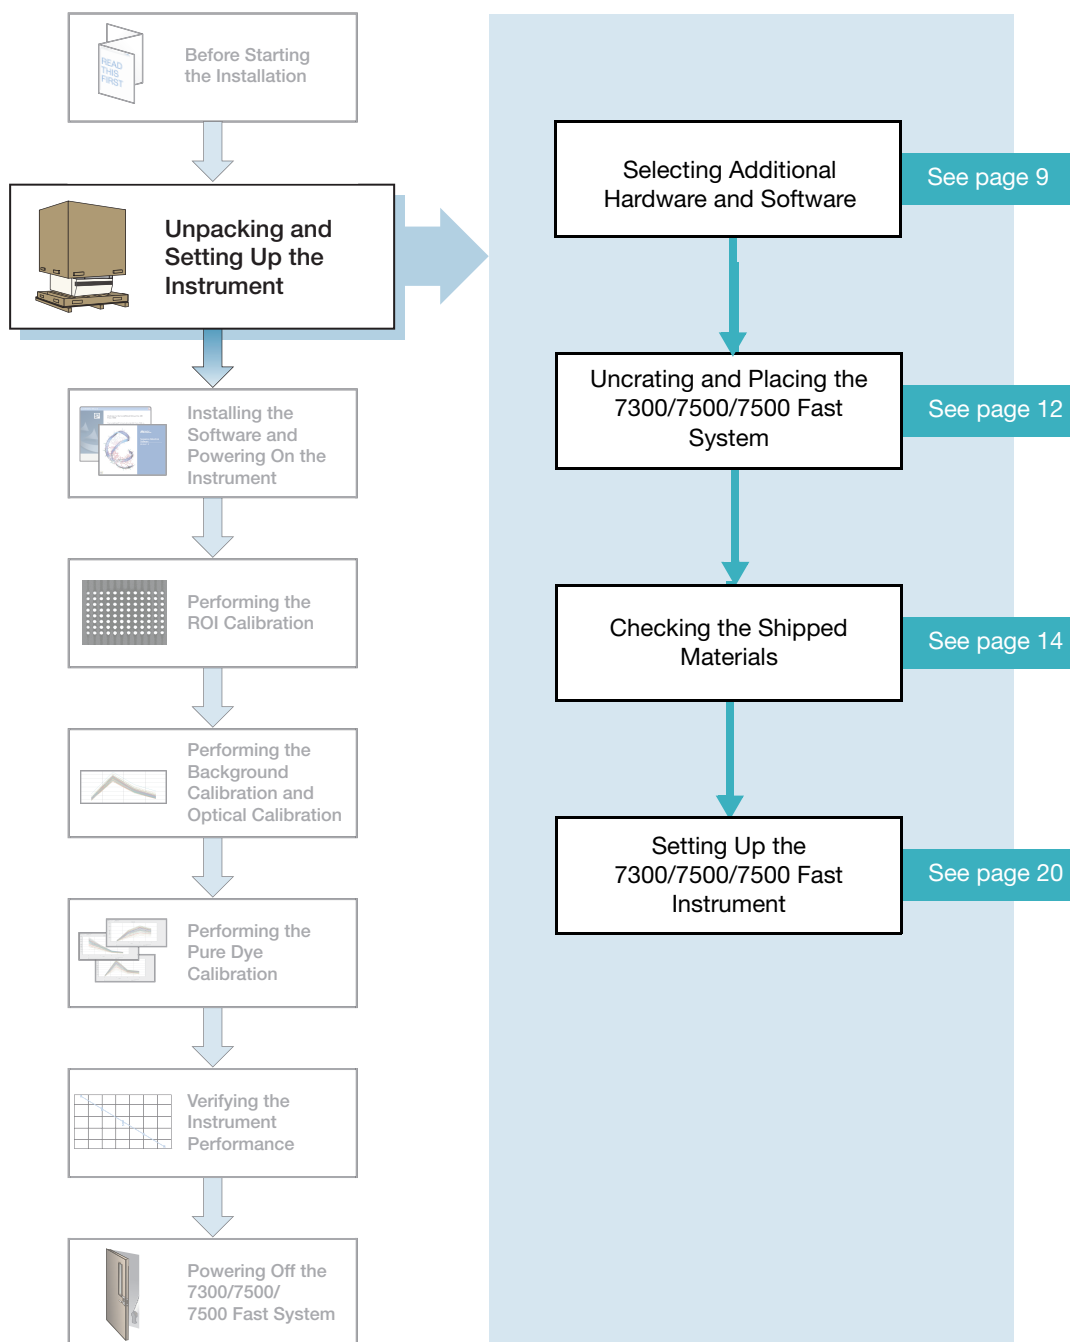 Before Starting
the Installation
READ
THIS
FIRST
Unpacking and
Setting Up the
Instrument
Installing the
Software and
Powering On the
Instrument
Performing the
ROI Calibration
Performing the
Background
Calibration and
Optical Calibration
Performing the
Pure Dye
Calibration
Verifying the
Instrument
Performance
Powering Off the
7300/7500/
7500 Fast System
Selecting Additional
Hardware and Software
See page 9
Uncrating and Placing the
7300/7500/7500 Fast
System
See page 12
Checking the Shipped
Materials
See page 14
Setting Up the
7300/7500/7500 Fast
Instrument
See page 20